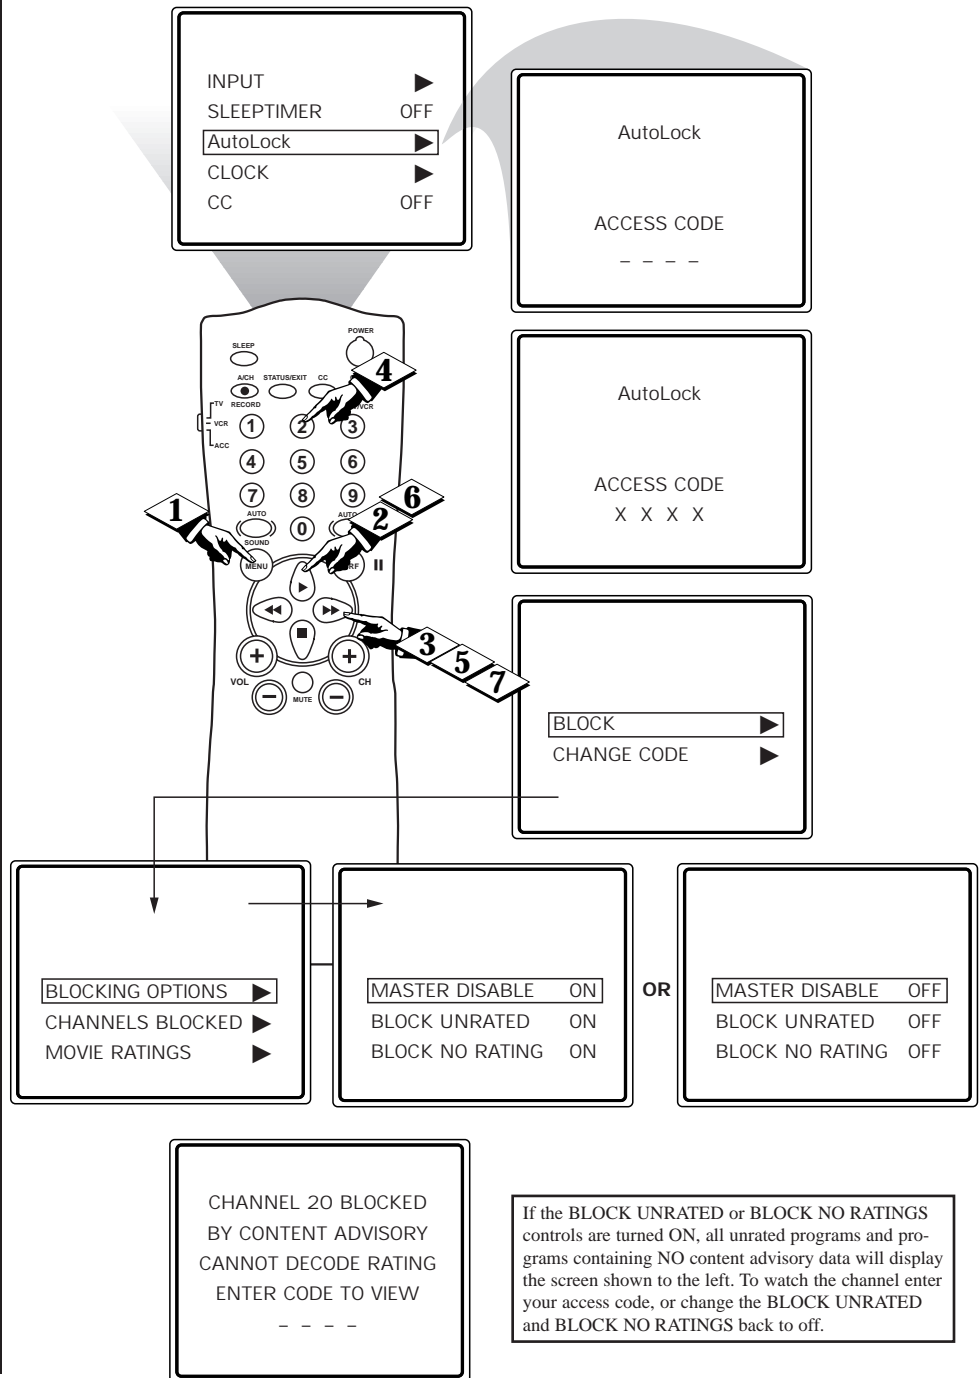 INPUT ▶
SLEEPTIMER OFF
AutoLock ▶
CLOCK ▶
CC OFF
AutoLock
ACCESS CODE
_ _ _ _
AutoLock
ACCESS CODE
X X X X
SLEEP
POWER
A/CH STATUS/EXIT CC
TV RECORD
VCR
ACC
1 2 3
4 5 6
7 8 9
AUTO 0 AUTO
SOUND
MENU
VOL
MUTE
CH
1
4
6
2
3
5
7
BLOCK ▶
CHANGE CODE ▶
BLOCKING OPTIONS ▶
CHANNELS BLOCKED ▶
MOVIE RATINGS ▶
MASTER DISABLE ON
BLOCK UNRATED ON
BLOCK NO RATING ON
OR
MASTER DISABLE OFF
BLOCK UNRATED OFF
BLOCK NO RATING OFF
CHANNEL 20 BLOCKED
BY CONTENT ADVISORY
CANNOT DECODE RATING
ENTER CODE TO VIEW
_ _ _ _
If the BLOCK UNRATED or BLOCK NO RATINGS
controls are turned ON, all unrated programs and pro-
grams containing NO content advisory data will display
the screen shown to the left. To watch the channel enter
your access code, or change the BLOCK UNRATED
and BLOCK NO RATINGS back to off.